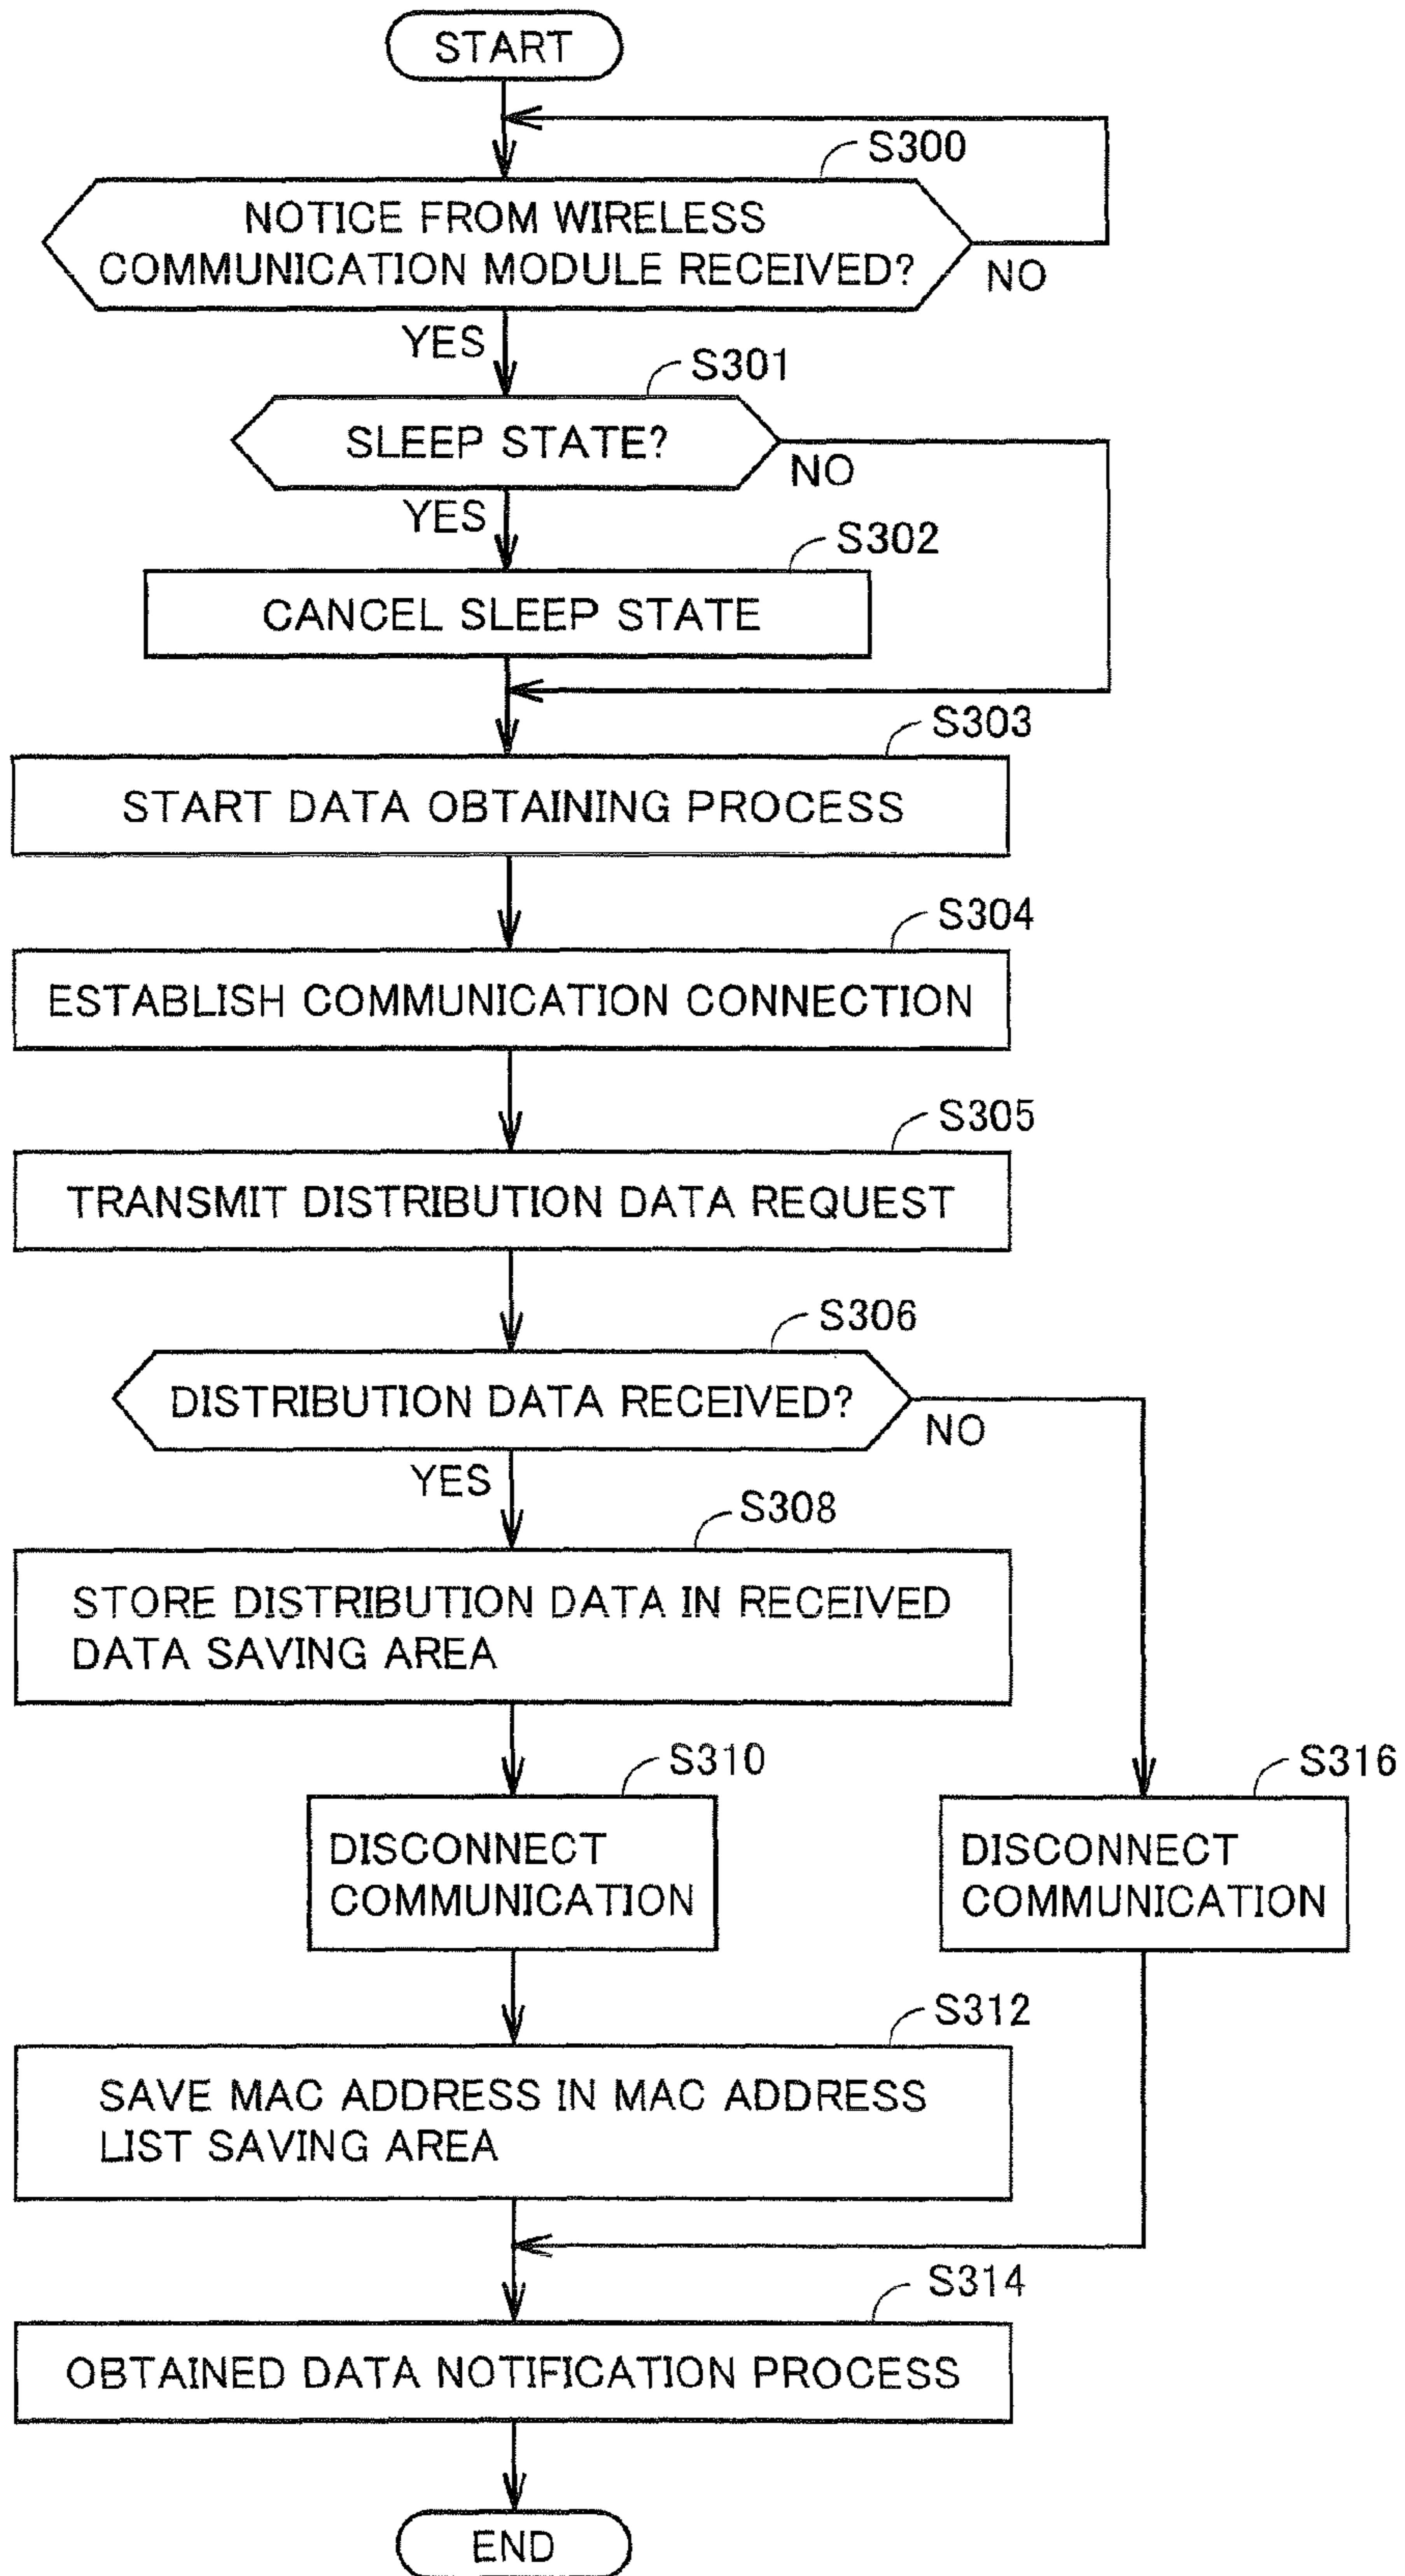 START
S300
NOTICE FROM WIRELESS
COMMUNICATION MODULE RECEIVED?
NO
YES
S301
SLEEP STATE?
NO
YES
S302
CANCEL SLEEP STATE
S303
START DATA OBTAINING PROCESS
S304
ESTABLISH COMMUNICATION CONNECTION
S305
TRANSMIT DISTRIBUTION DATA REQUEST
S306
DISTRIBUTION DATA RECEIVED?
NO
YES
S308
STORE DISTRIBUTION DATA IN RECEIVED
DATA SAVING AREA
S310
DISCONNECT
COMMUNICATION
S316
DISCONNECT
COMMUNICATION
S312
SAVE MAC ADDRESS IN MAC ADDRESS
LIST SAVING AREA
S314
OBTAINED DATA NOTIFICATION PROCESS
END